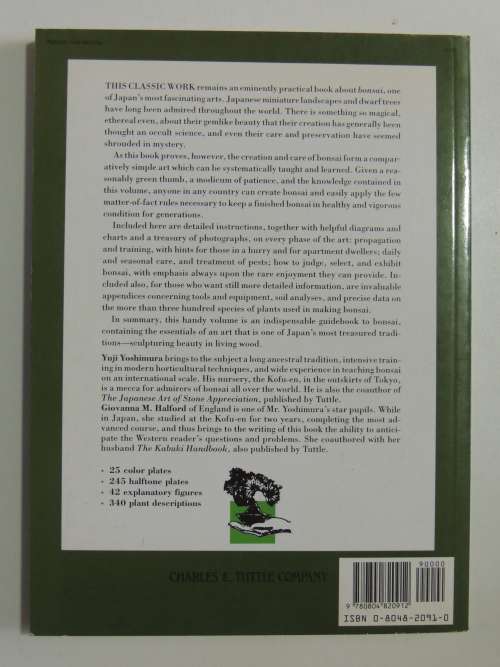 THIS CLASSIC WORK remains an eminently practical book about bonsai, one
of Japan's most fascinating arts. Japanese miniature landscapes and dwarf trees
have long been admired throughout the world. There is something so magical,
ethereal even, about their gemlike beauty that their creation has generally been
thought an occult science, and even their care and preservation have seemed
shrouded in mystery.
As this book proves, however, the creation and care of bonsai form a compar-
atively simple art which can be systematically taught and learned. Given a rea-
sonably green thumb, a modicum of patience, and the knowledge contained in
this volume, anyone in any country can create bonsai and easily apply the few
matter-of-fact rules necessary to keep a finished bonsai in healthy and vigorous
condition for generations.
Included here are detailed instructions, together with helpful diagrams and
charts and a treasury of photographs, on every phase of the art: propagation
and training, with hints for those in a hurry and for apartment dwellers; daily
and seasonal care, and treatment of pests; how to judge, select, and exhibit
bonsai, with emphasis always upon the rare enjoyment they can provide. In-
cluded also, for those who want still more detailed information, are invaluable
appendices concerning tools and equipment, soil analyses, and precise data on
the more than three hundred species of plants used in making bonsai.
In summary, this handy volume is an indispensable guidebook to bonsai,
containing the essentials of an art that is one of Japan's most treasured tradi-
tions—sculpturing beauty in living wood.
Yuji Yoshimura brings to the subject a long ancestral tradition, intensive train-
ing in modern horticultural techniques, and wide experience in teaching bonsai
on an international scale. His nursery, the Kofu-en, in the outskirts of Tokyo,
is a mecca for admirers of bonsai all over the world. He is also the coauthor of
The Japanese Art of Stone Appreciation, published by Tuttle.
Giovanna M. Halford of England is one of Mr. Yoshimura's star pupils. While
in Japan, she studied at the Kofu-en for two years, completing the most ad-
vanced course, and thus brings to the writing of this book the ability to antici-
pate the Western reader's questions and problems. She coauthored with her
husband The Kabuki Handbook, also published by Tuttle.
• 25 color plates
• 245 halftone plates
• 42 explanatory figures
• 340 plant descriptions
CHARLES E. TUTTLE COMPANY
90000
9 780804 820912
ISBN 0-8048-2091-0